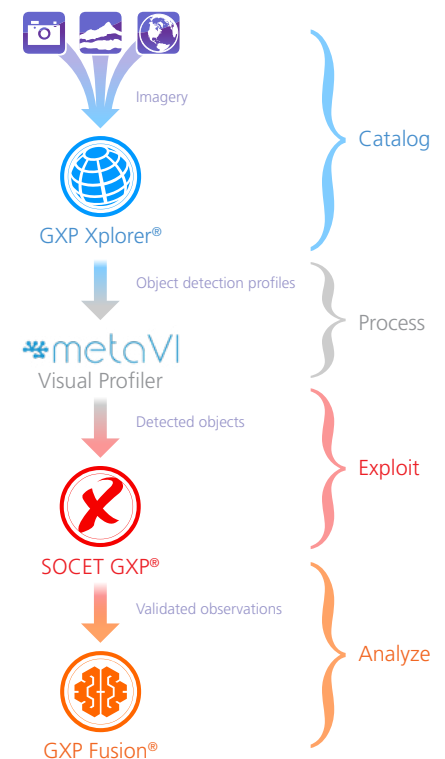 Imagery
Catalog
GXP Xplorer®
Object detection profiles
Process
metaVI
Visual Profiler
Detected objects
Exploit
SOCET GXP®
Validated observations
Analyze
GXP Fusion®